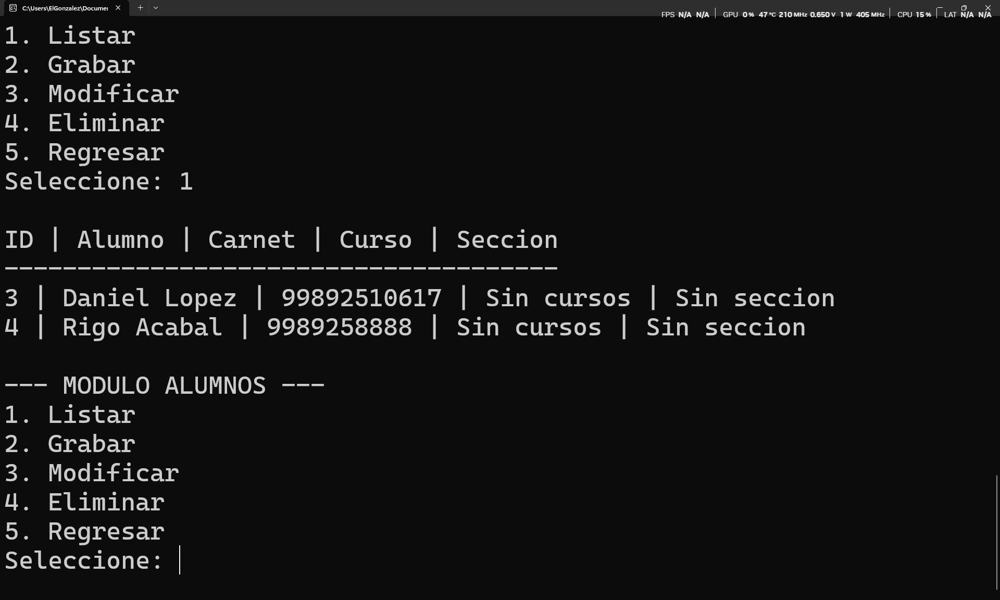 C:\Users\ElGonzalez\Documen
FPS N/A N/A | GPU 0% 47°C 210 MHz 0.650 V 1 W 405 MHz | CPU 15% | LAT N/A N/A
1. Listar
2. Grabar
3. Modificar
4. Eliminar
5. Regresar
Seleccione: 1
ID | Alumno | Carnet | Curso | Seccion
--------------------------------------
3 | Daniel Lopez | 99892510617 | Sin cursos | Sin seccion
4 | Rigo Acabal | 9989258888 | Sin cursos | Sin seccion
--- MODULO ALUMNOS ---
1. Listar
2. Grabar
3. Modificar
4. Eliminar
5. Regresar
Seleccione: